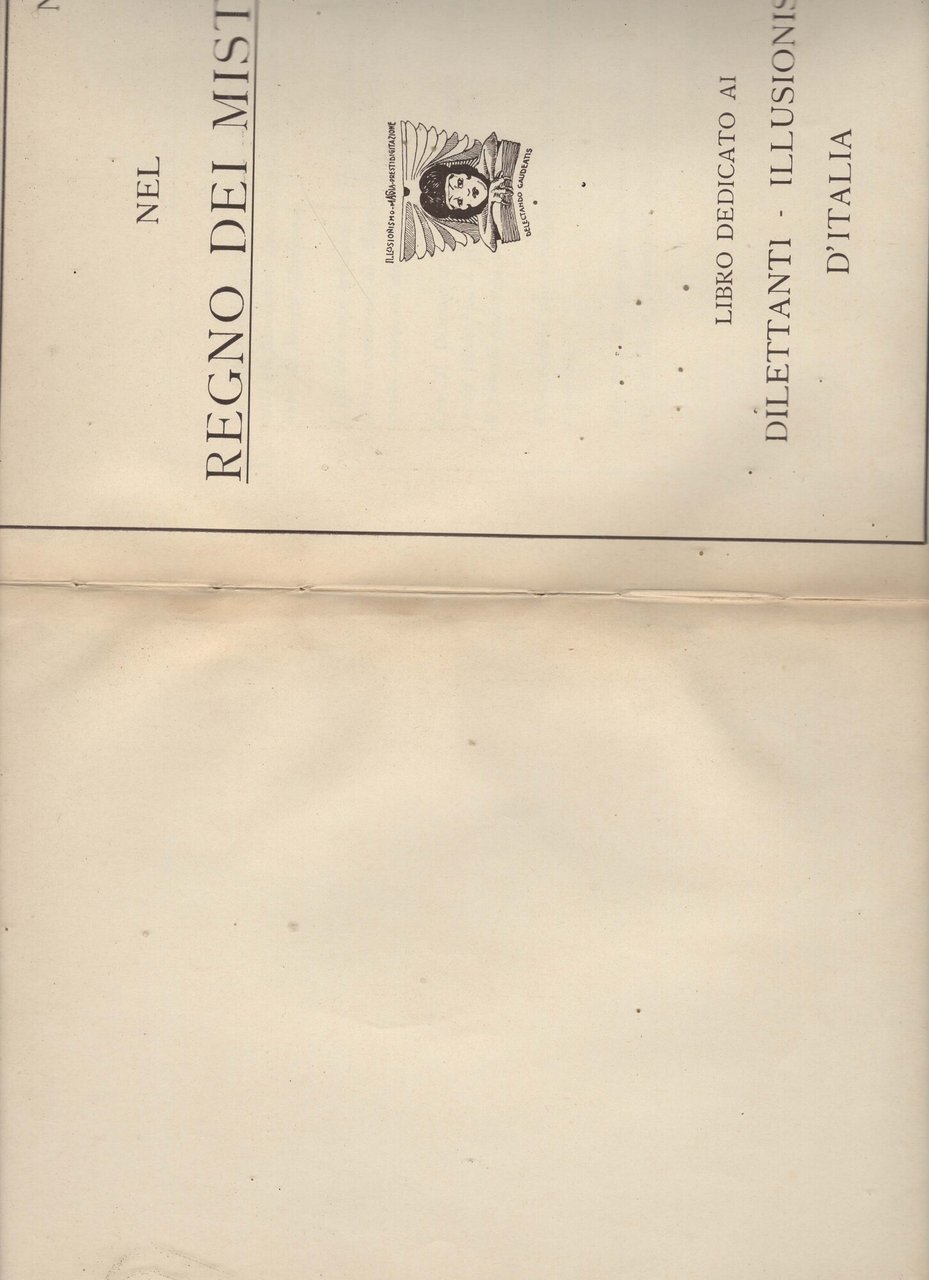 N
NEL
REGNO DEI MIST
ILLUSIONISMO-MAGIA-PRESTIDIGITAZIONE
DELECTANDO GAUDEATIS
LIBRO DEDICATO AI
DILETTANTI - ILLUSIONIS
D'ITALIA